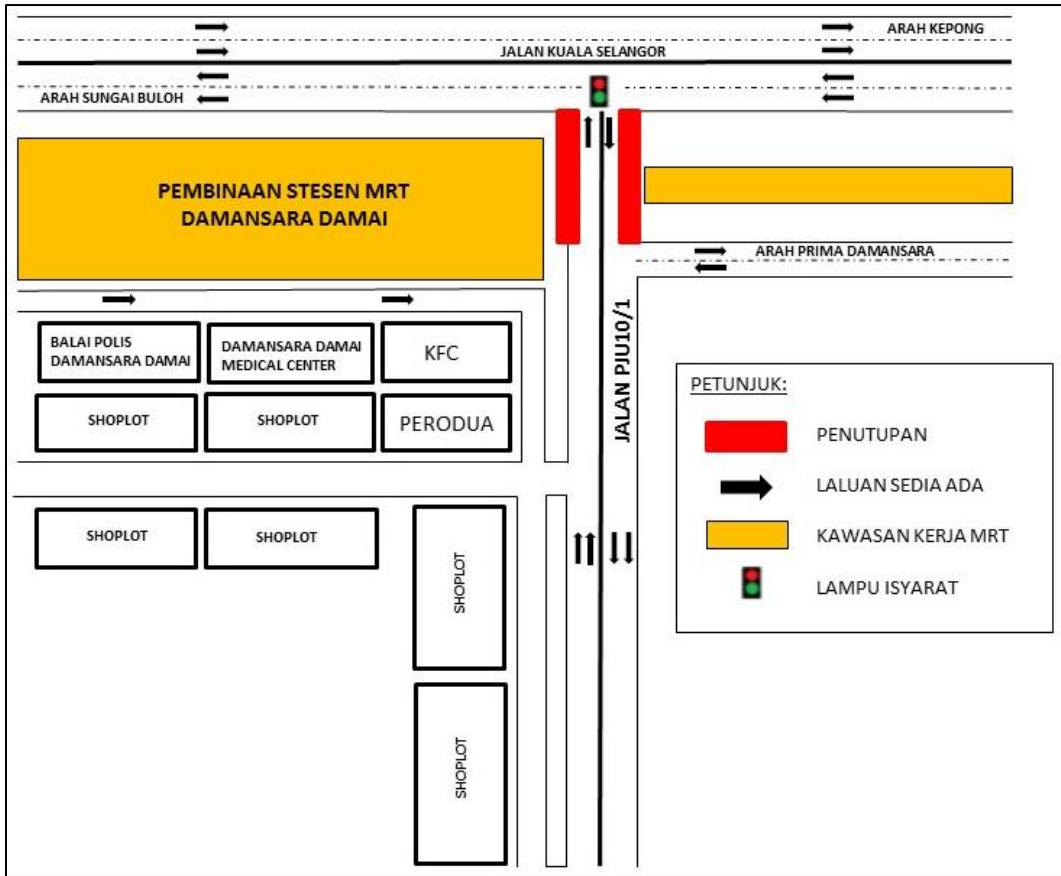 ARAH KEPONG
JALAN KUALA SELANGOR
ARAH SUNGAI BULOH
PEMBINAAN STESEN MRT
DAMANSARA DAMAI
ARAH PRIMA DAMANSARA
BALAI POLIS
DAMANSARA DAMAI
DAMANSARA DAMAI
MEDICAL CENTER
KFC
SHOPLOT
SHOPLOT
PERODUA
JALAN PJU10/1
SHOPLOT
SHOPLOT
SHOPLOT
SHOPLOT
PETUNJUK:
PENUTUPAN
LALUAN SEDIA ADA
KAWASAN KERJA MRT
LAMPU ISYARAT